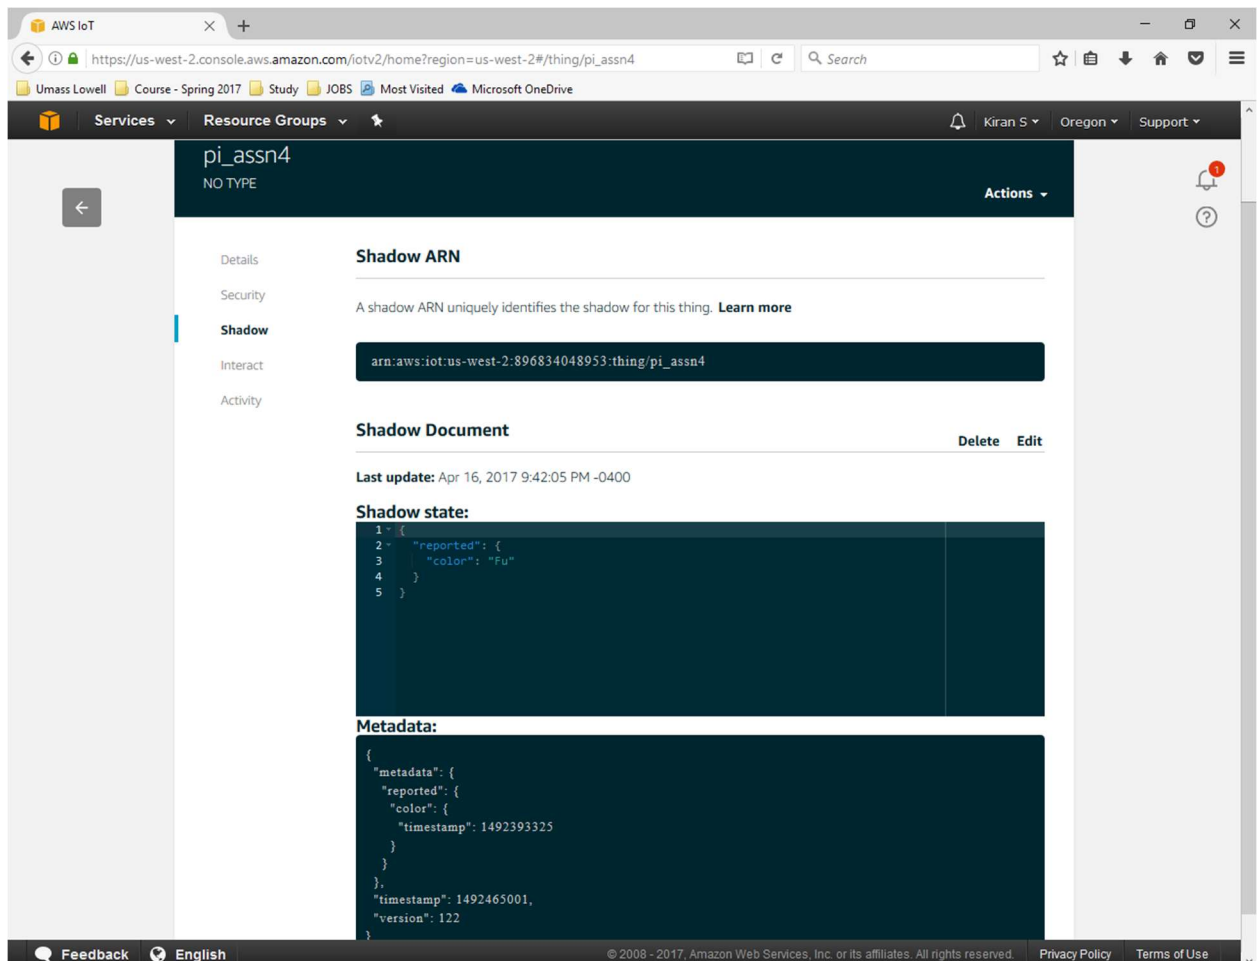 AWS IoT
https://us-west-2.console.aws.amazon.com/iotv2/home?region=us-west-2#/thing/pi_assn4
Search
Umass Lowell Course - Spring 2017 Study JOBS Most Visited Microsoft OneDrive
Services Resource Groups Kiran S Oregon Support
pi_assn4
NO TYPE
Actions
1
Details
Security
Shadow
Interact
Activity
Shadow ARN
A shadow ARN uniquely identifies the shadow for this thing. Learn more
arn:aws:iot:us-west-2:896834048953:thing/pi_assn4
Shadow Document
Delete Edit
Last update: Apr 16, 2017 9:42:05 PM -0400
Shadow state:
1 {
2 "reported": {
3 "color": "Fu"
4 }
5 }
Metadata:
{
"metadata": {
"reported": {
"color": {
"timestamp": 1492393325
}
}
},
"timestamp": 1492465001,
"version": 122
}
Feedback English © 2008 - 2017, Amazon Web Services, Inc. or its affiliates. All rights reserved. Privacy Policy Terms of Use